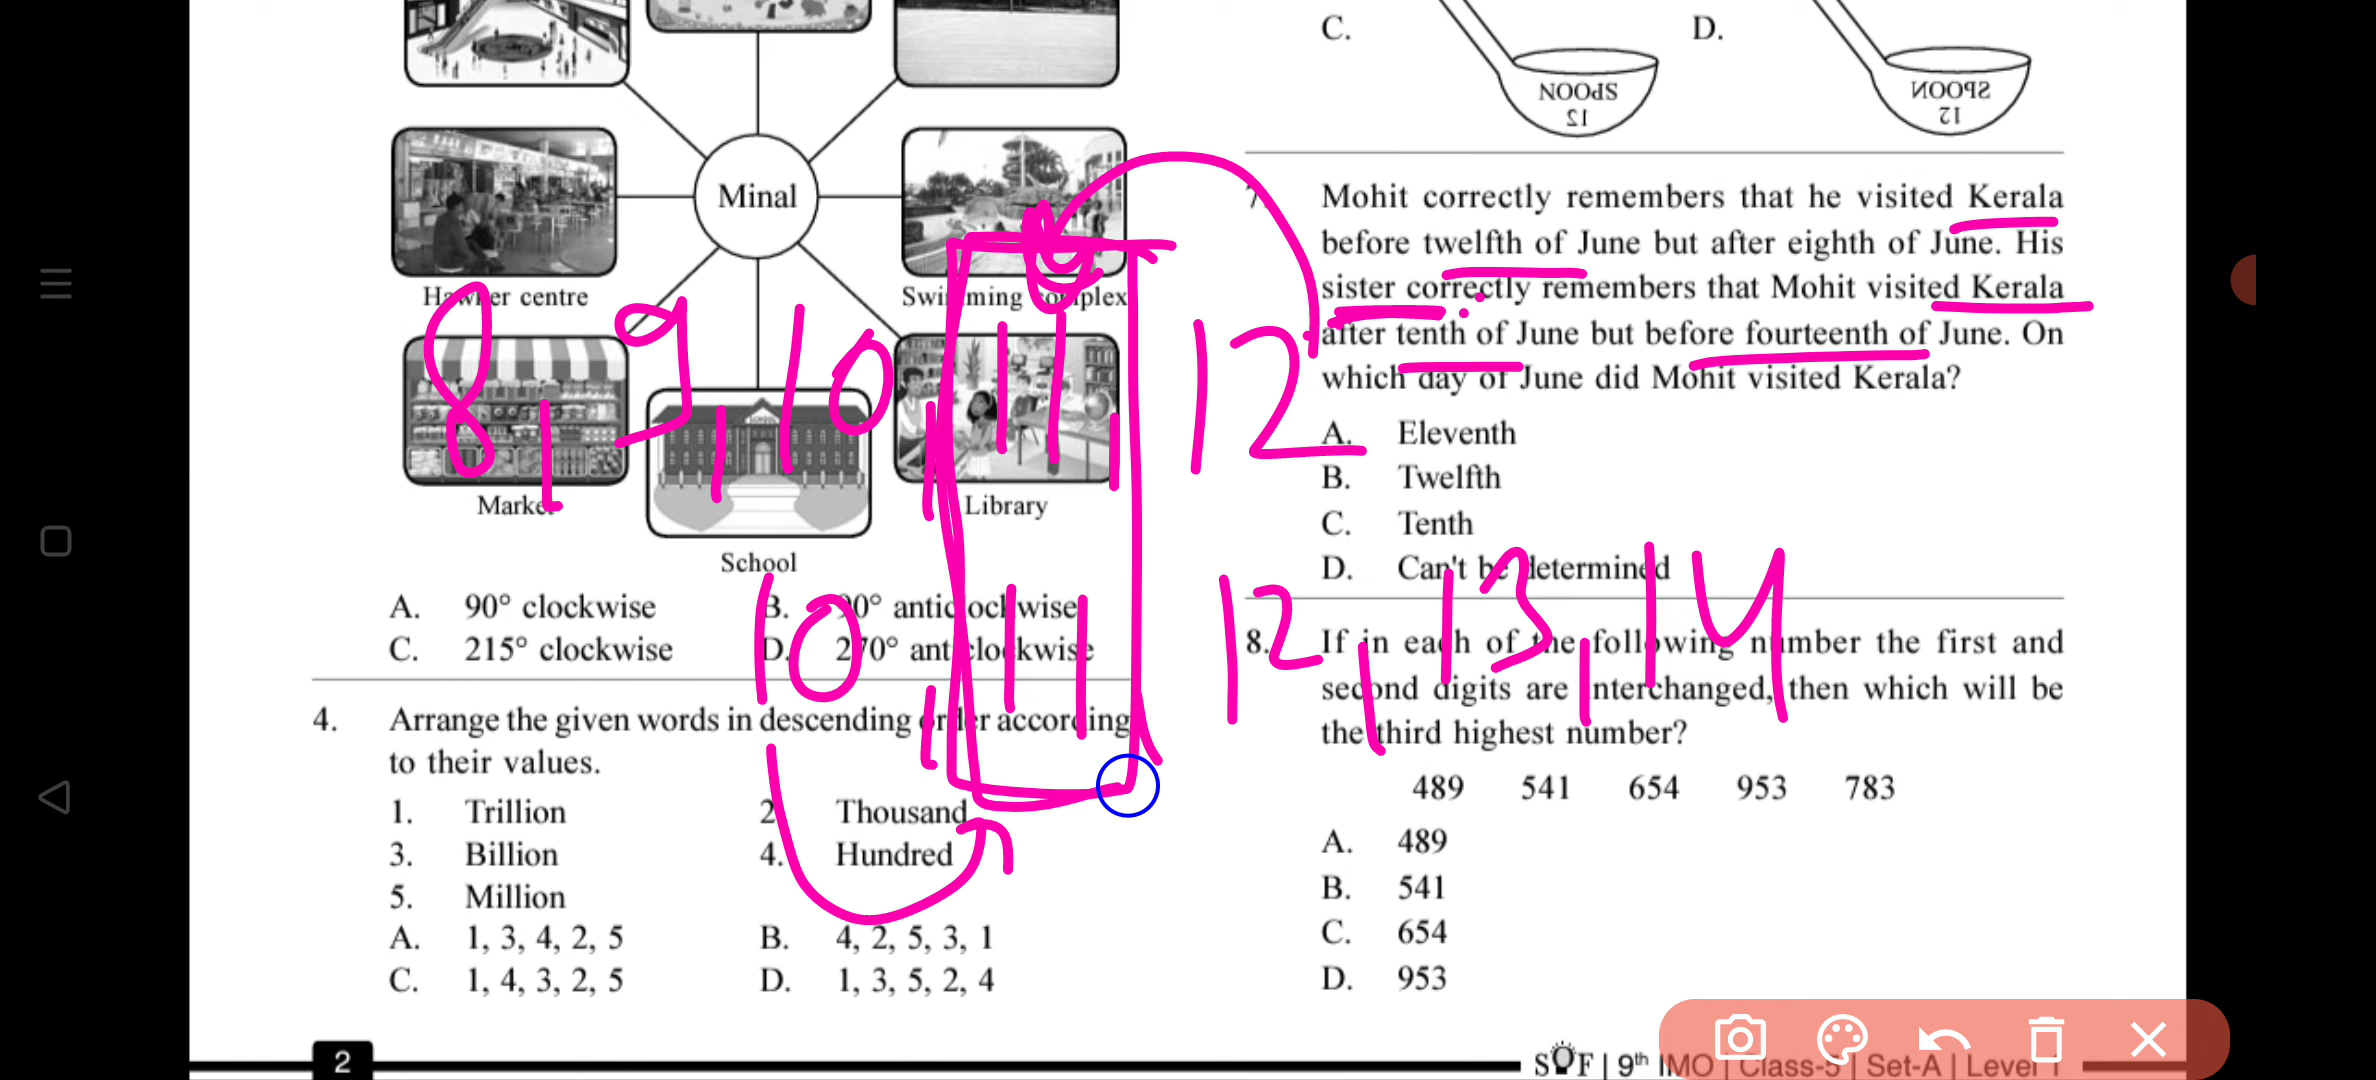 Minal
Hawker centre
Swimming complex
Market
Library
School
A. 90° clockwise
B. 90° anticlockwise
C. 215° clockwise
D. 270° anticlockwise
4. Arrange the given words in descending order according
to their values.
1. Trillion
2. Thousand
3. Billion
4. Hundred
5. Million
A. 1, 3, 4, 2, 5
B. 4, 2, 5, 3, 1
C. 1, 4, 3, 2, 5
D. 1, 3, 5, 2, 4
2
C.
D.
7. Mohit correctly remembers that he visited Kerala
before twelfth of June but after eighth of June. His
sister correctly remembers that Mohit visited Kerala
after tenth of June but before fourteenth of June. On
which day of June did Mohit visited Kerala?
A. Eleventh
B. Twelfth
C. Tenth
D. Can't be determined
8. If in each of the following number the first and
second digits are interchanged, then which will be
the third highest number?
489 541 654 953 783
A. 489
B. 541
C. 654
D. 953
SOF | 9th IMO | Class-5 | Set-A | Level 1
8, 9, 10, 11, 12
10, 11, 12, 13, 14